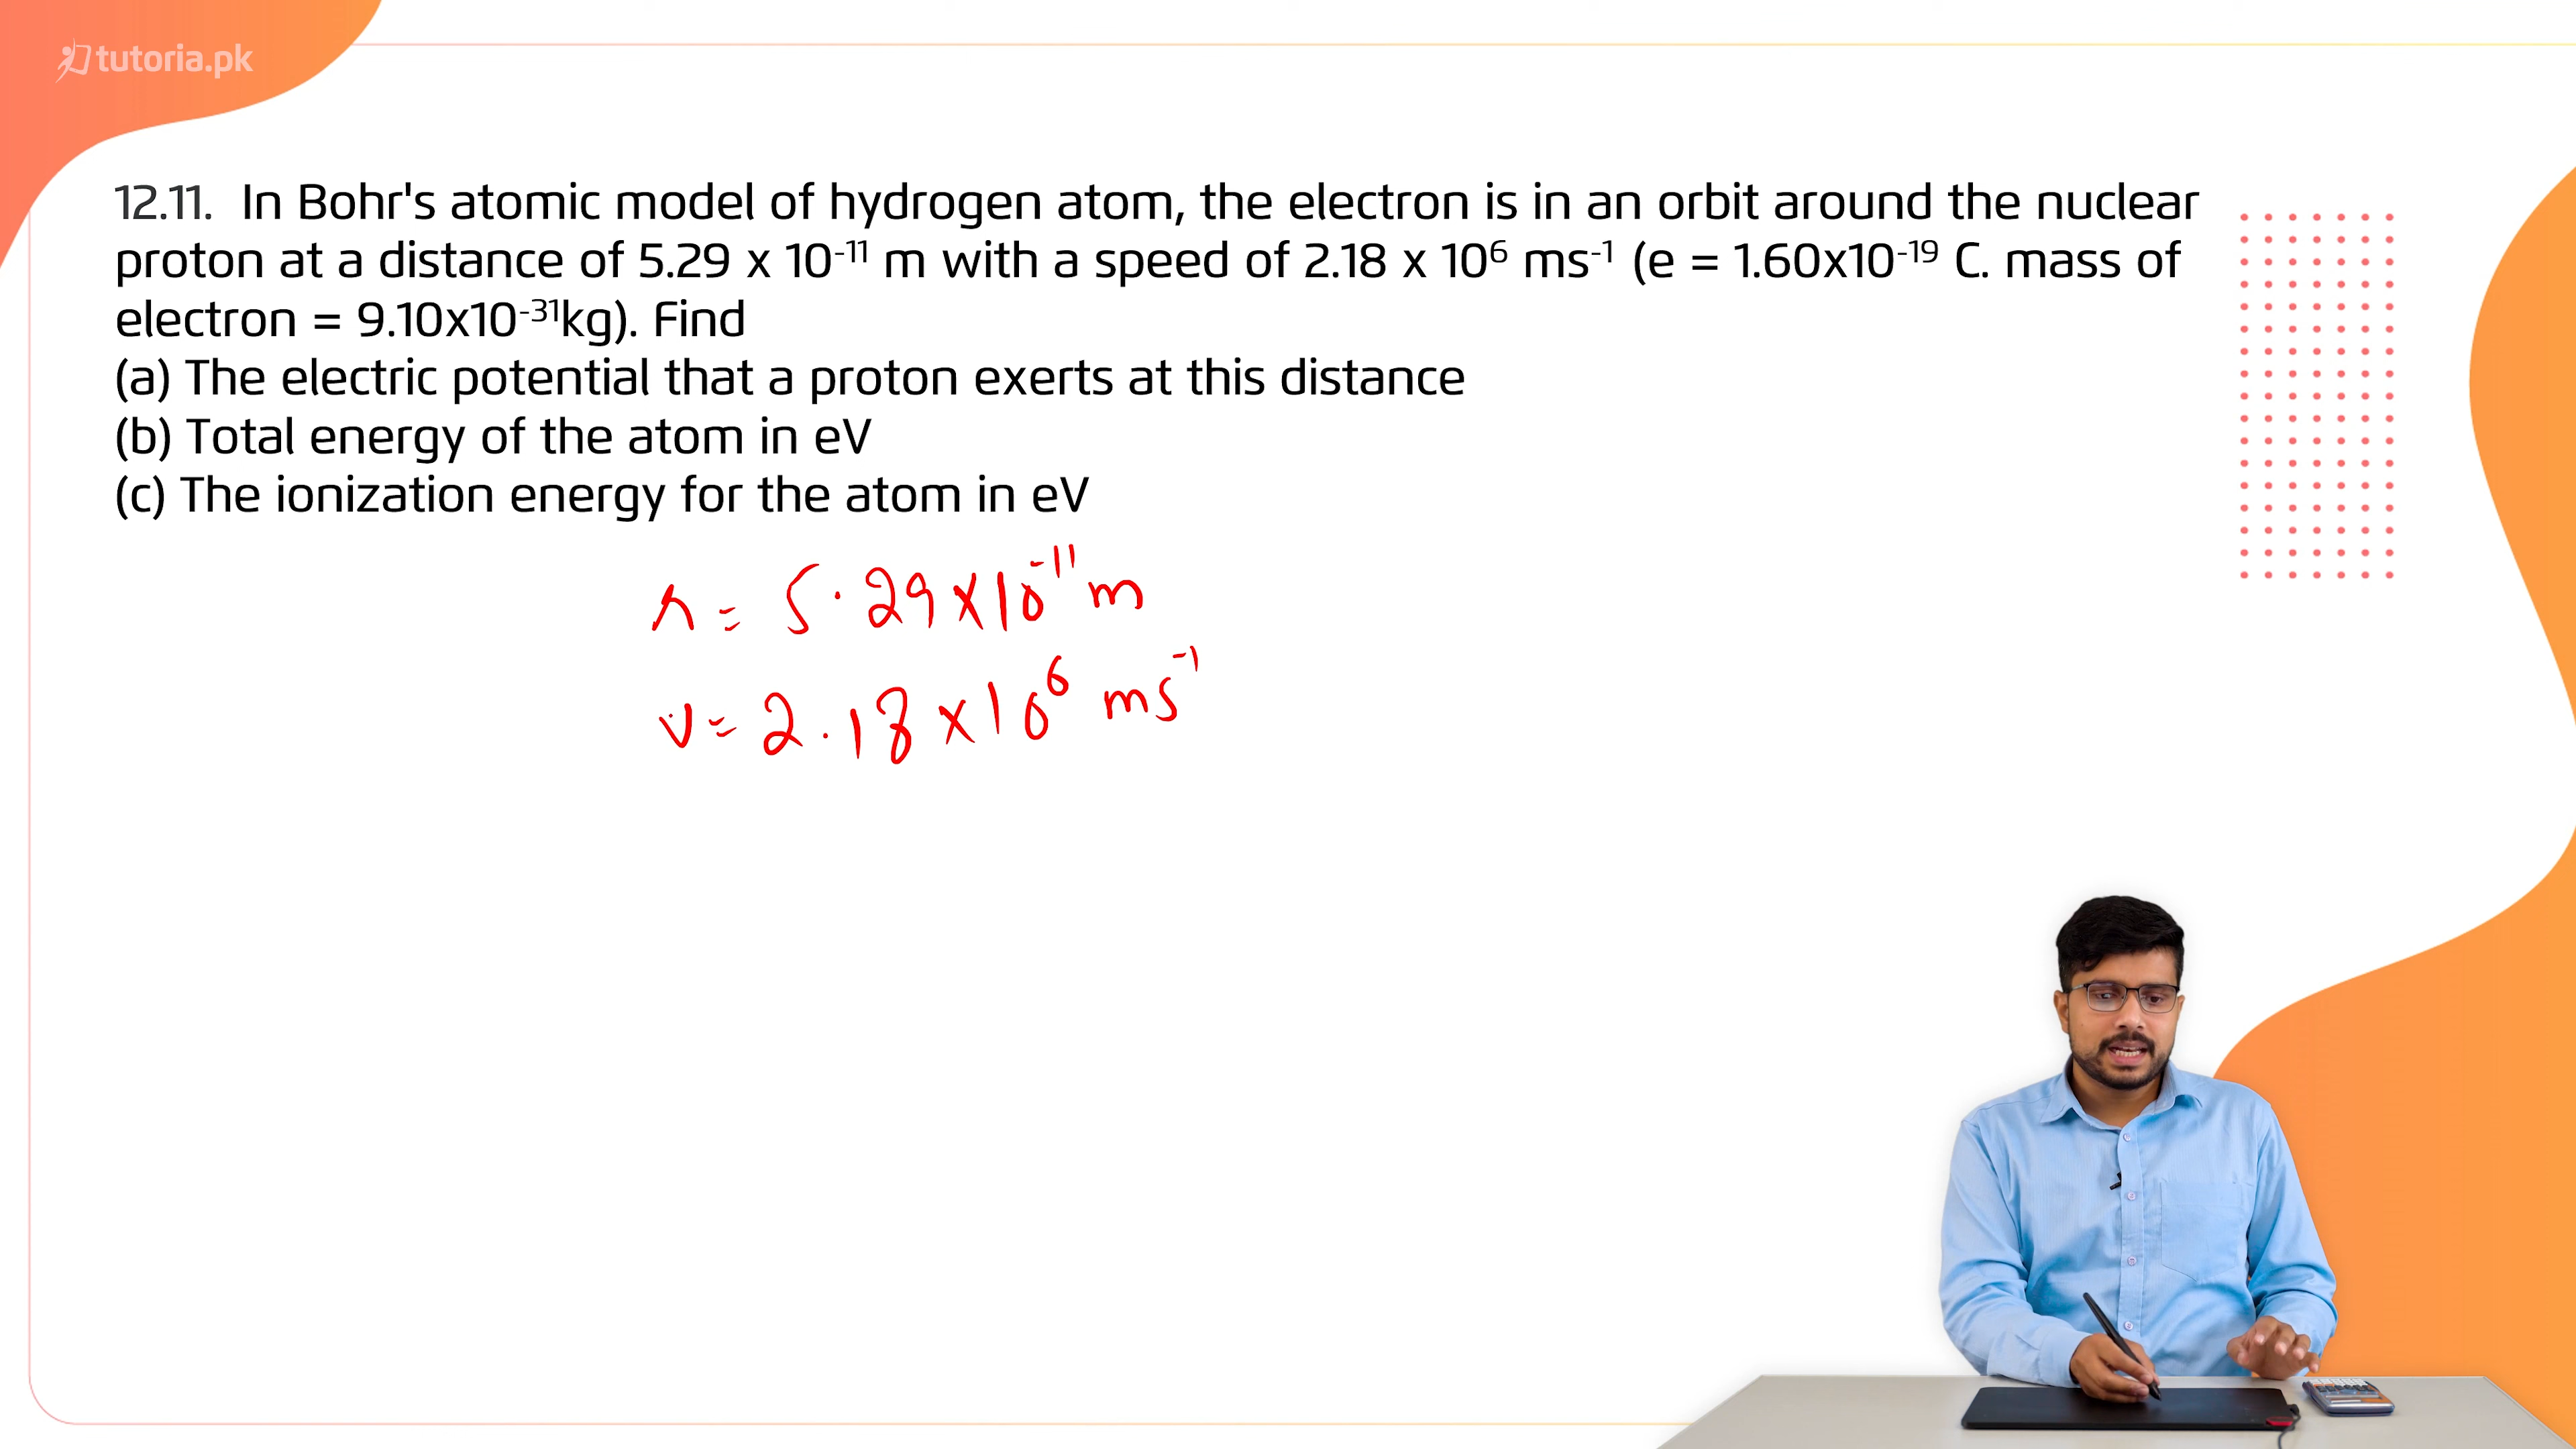 tutoria.pk
12.11. In Bohr's atomic model of hydrogen atom, the electron is in an orbit around the nuclear
proton at a distance of 5.29 x 10⁻¹¹ m with a speed of 2.18 x 10⁶ ms⁻¹ (e = 1.60x10⁻¹⁹ C. mass of
electron = 9.10x10⁻³¹kg). Find
(a) The electric potential that a proton exerts at this distance
(b) Total energy of the atom in eV
(c) The ionization energy for the atom in eV
r = 5.29 x 10⁻¹¹ m
v = 2.18 x 10⁶ ms⁻¹